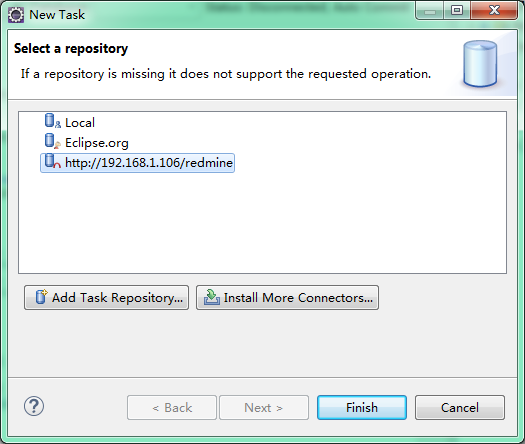 New Task
Select a repository
If a repository is missing it does not support the requested operation.
Local
Eclipse.org
http://192.168.1.106/redmine
Add Task Repository...
Install More Connectors...
?
< Back
Next >
Finish
Cancel